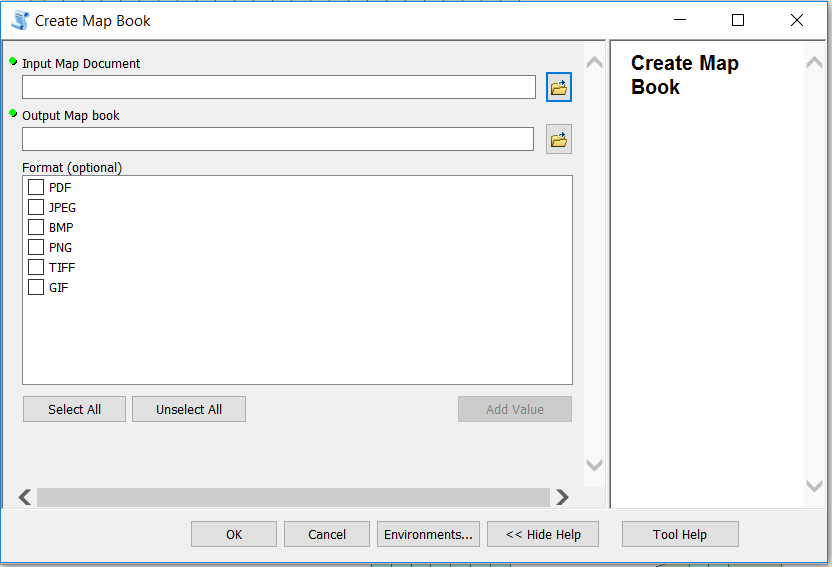 Create Map Book
Input Map Document
Output Map book
Format (optional)
PDF
JPEG
BMP
PNG
TIFF
GIF
Select All
Unselect All
Add Value
Create Map
Book
OK
Cancel
Environments...
<< Hide Help
Tool Help